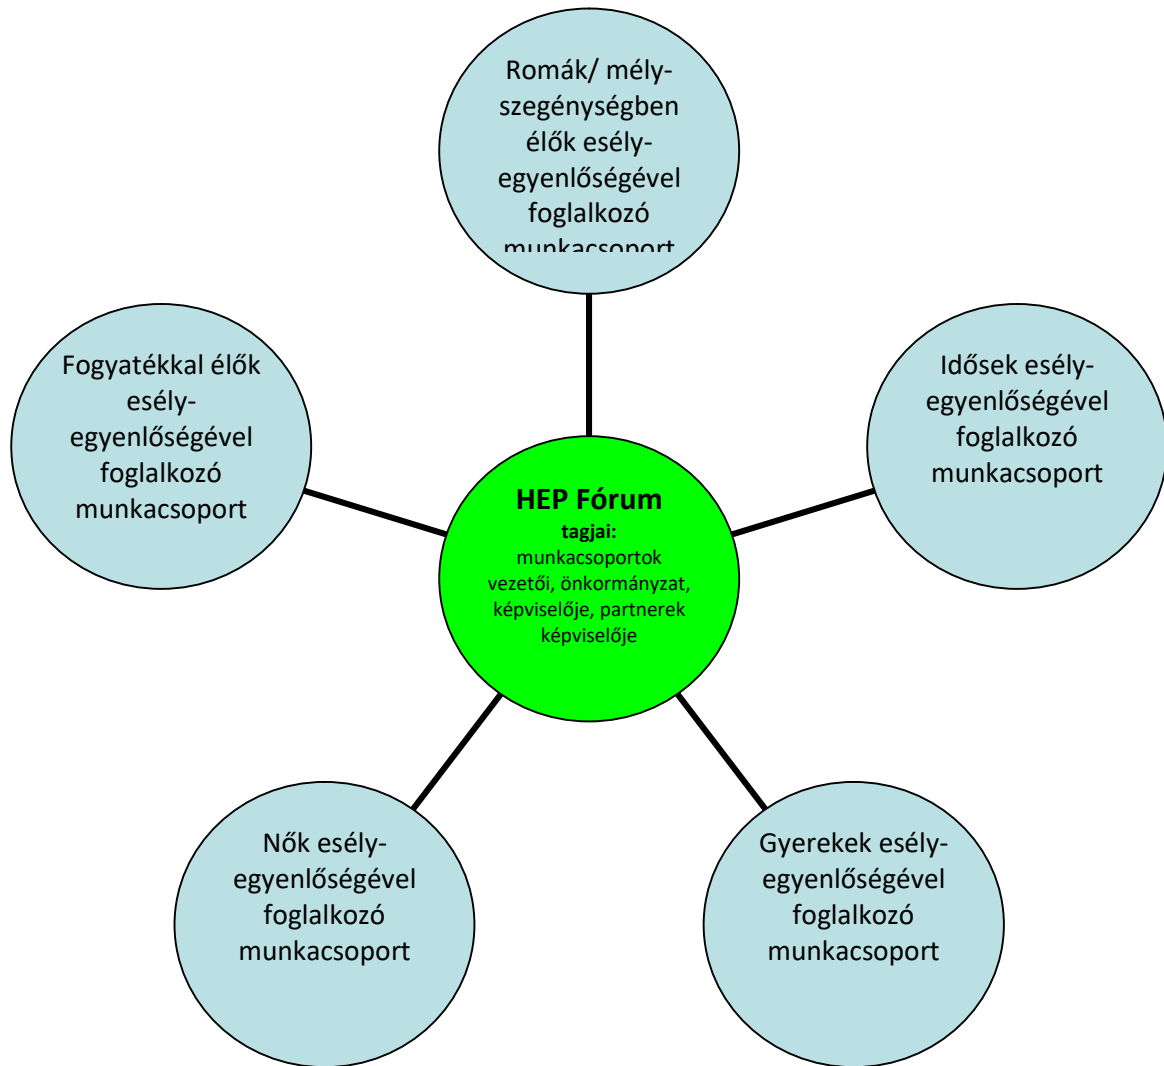 Romák/ mély-
szegénységben
élők esély-
egyenlőségével
foglalkozó
munkacsoport
Fogyatékkal élők
esély-
egyenlőségével
foglalkozó
munkacsoport
Idősek esély-
egyenlőségével
foglalkozó
munkacsoport
HEP Fórum
tagjai:
munkacsoportok
vezetői, önkormányzat,
képviselője, partnerek
képviselője
Nők esély-
egyenlőségével
foglalkozó
munkacsoport
Gyerekek esély-
egyenlőségével
foglalkozó
munkacsoport